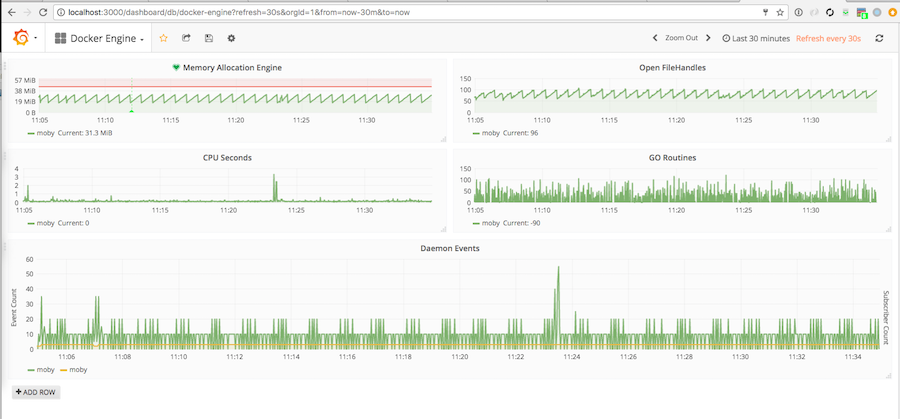 localhost:3000/dashboard/db/docker-engine?refresh=30s&orgId=1&from=now-30m&to=now
Docker Engine
Zoom Out
Last 30 minutes
Refresh every 30s
Memory Allocation Engine
57 MiB
38 MiB
19 MiB
0 B
11:05 11:10 11:15 11:20 11:25 11:30
moby Current: 31.3 MiB
Open FileHandles
150
100
50
0
11:05 11:10 11:15 11:20 11:25 11:30
moby Current: 96
CPU Seconds
4
3
2
1
0
11:05 11:10 11:15 11:20 11:25 11:30
moby Current: 0
GO Routines
150
100
50
0
11:05 11:10 11:15 11:20 11:25 11:30
moby Current: -90
Daemon Events
Event Count
60
50
40
30
20
10
0
11:06 11:08 11:10 11:12 11:14 11:16 11:18 11:20 11:22 11:24 11:26 11:28 11:30 11:32 11:34
Subscriber Count
moby moby
ADD ROW